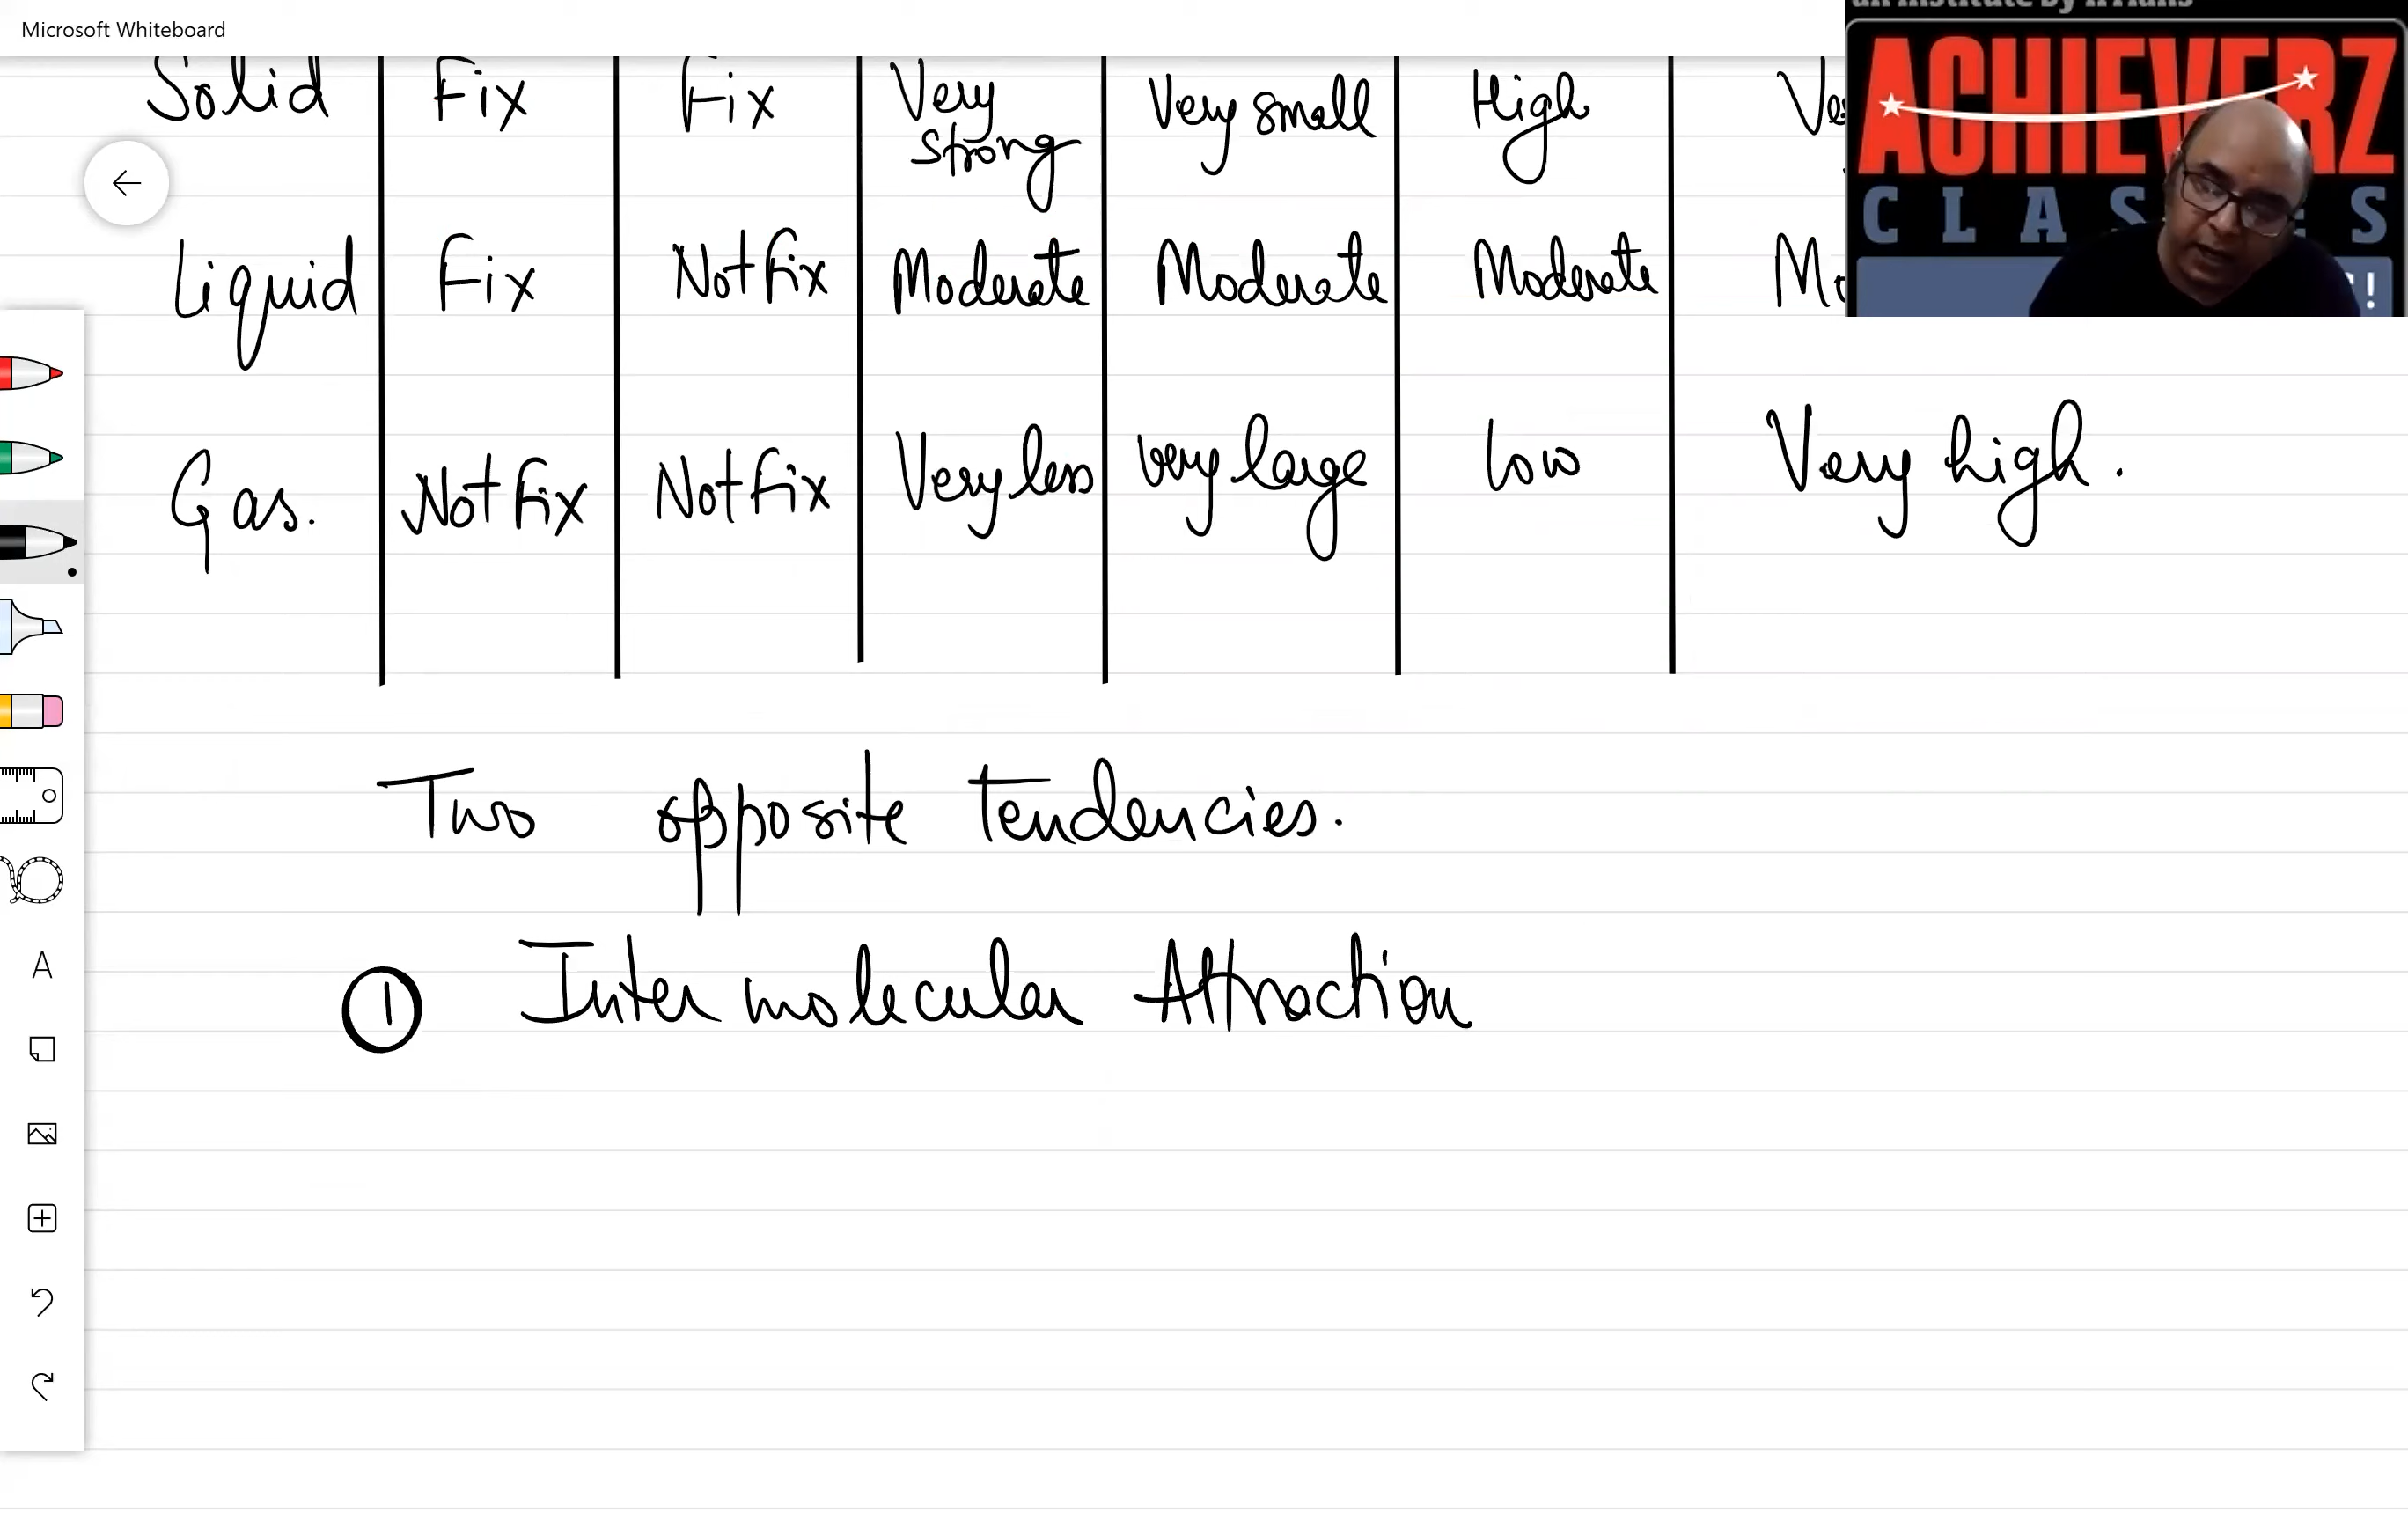 Microsoft Whiteboard
ACHIEVERZ
Solid Fix Fix Very strong Very small High
Liquid Fix Not fix Moderate Moderate Moderate
Gas. Not fix Not fix Very less very large Low Very high.
Two opposite tendencies.
① Inter molecular Attraction
A